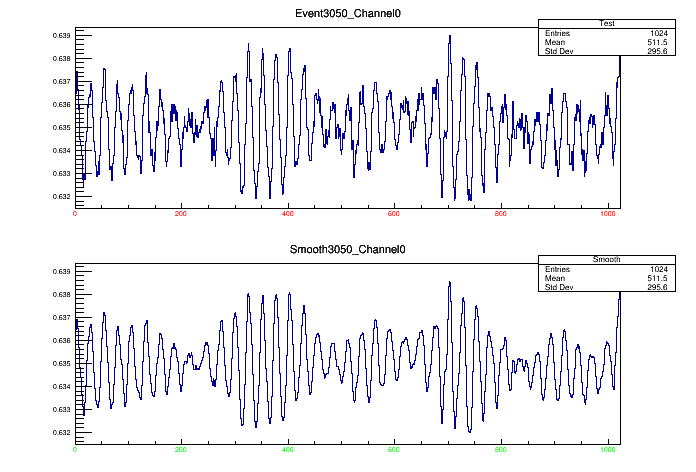 Event3050_Channel0
Test
Entries 1024
Mean 511.5
Std Dev 295.6
0.639
0.638
0.637
0.636
0.635
0.634
0.633
0.632
0 200 400 600 800 1000
Smooth3050_Channel0
Smooth
Entries 1024
Mean 511.5
Std Dev 295.6
0.639
0.638
0.637
0.636
0.635
0.634
0.633
0.632
0 200 400 600 800 1000